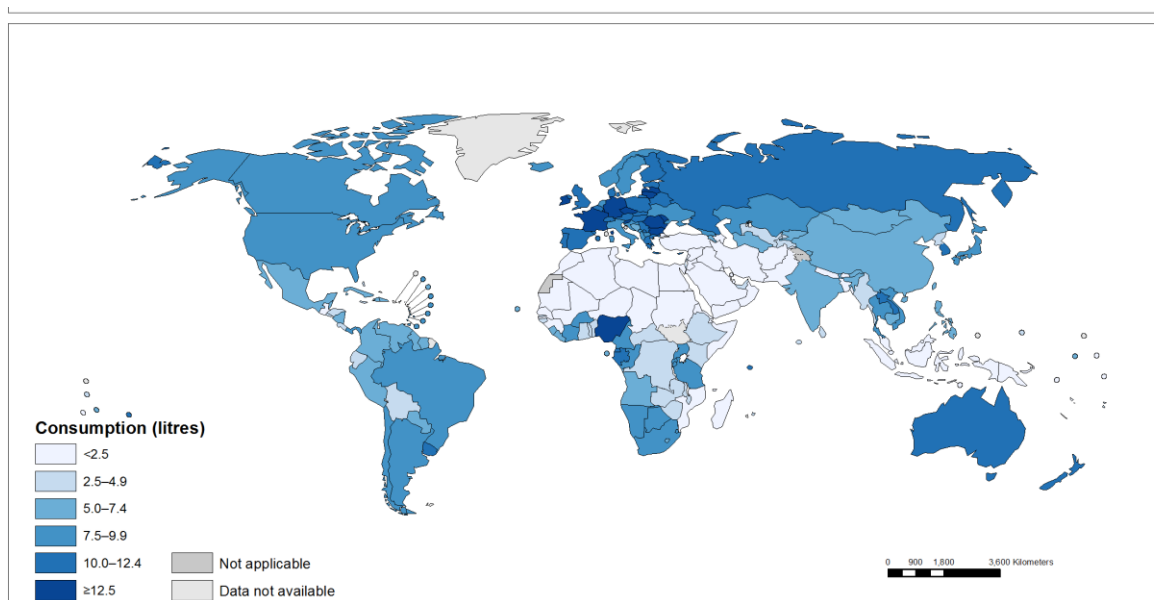 Consumption (litres)
<2.5
2.5–4.9
5.0–7.4
7.5–9.9
10.0–12.4
≥12.5
Not applicable
Data not available
0 900 1,800 3,600 Kilometers